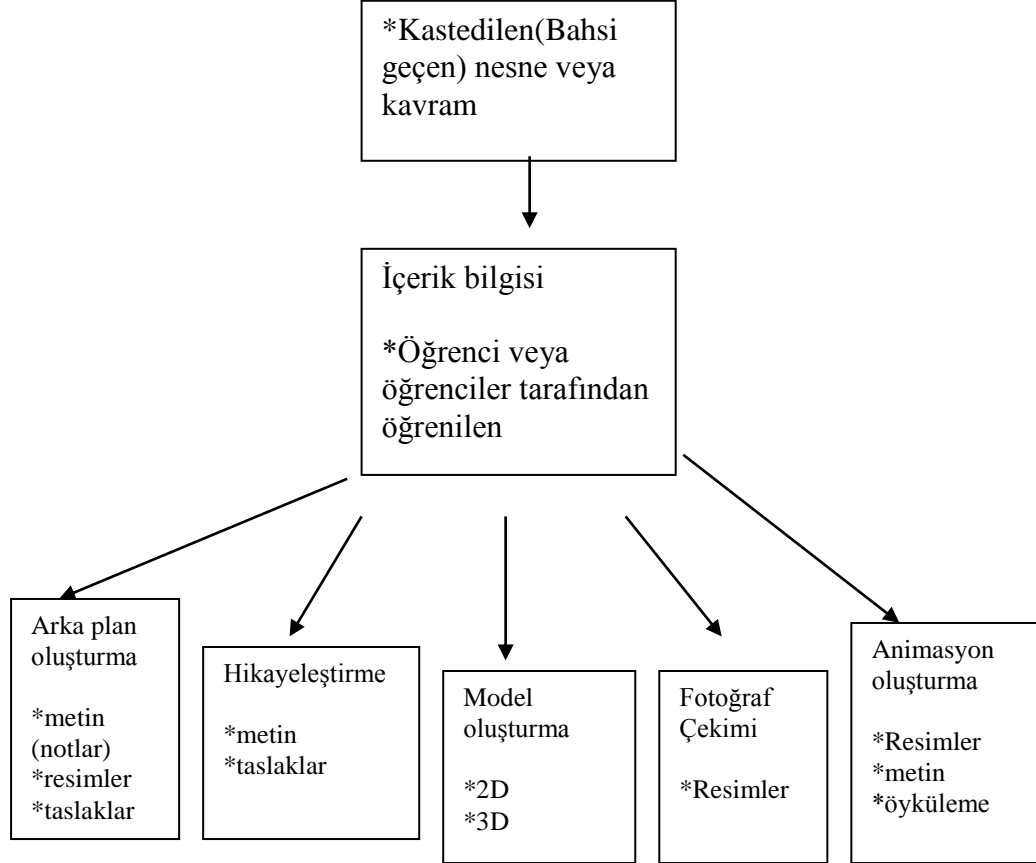 *Kastedilen(Bahsi
geçen) nesne veya
kavram
İçerik bilgisi
*Öğrenci veya
öğrenciler tarafından
öğrenilen
Arka plan
oluşturma
*metin
(notlar)
*resimler
*taslaklar
Hikayeleştirme
*metin
*taslaklar
Model
oluşturma
*2D
*3D
Fotoğraf
Çekimi
*Resimler
Animasyon
oluşturma
*Resimler
*metin
*öyküleme